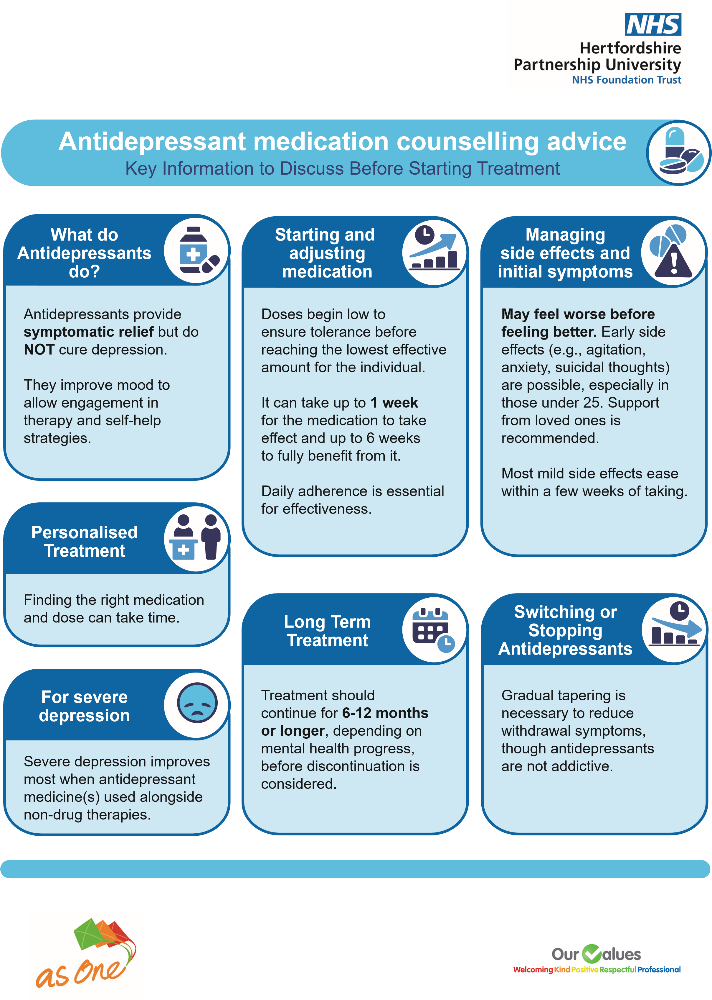 NHS
Hertfordshire
Partnership University
NHS Foundation Trust
Antidepressant medication counselling advice
Key Information to Discuss Before Starting Treatment
What do
Antidepressants
do?
Antidepressants provide
symptomatic relief but do
NOT cure depression.
They improve mood to
allow engagement in
therapy and self-help
strategies.
Personalised
Treatment
Finding the right medication
and dose can take time.
For severe
depression
Severe depression improves
most when antidepressant
medicine(s) used alongside
non-drug therapies.
Starting and
adjusting
medication
Doses begin low to
ensure tolerance before
reaching the lowest effective
amount for the individual.
It can take up to 1 week
for the medication to take
effect and up to 6 weeks
to fully benefit from it.
Daily adherence is essential
for effectiveness.
Long Term
Treatment
Treatment should
continue for 6-12 months
or longer, depending on
mental health progress,
before discontinuation is
considered.
Managing
side effects and
initial symptoms
May feel worse before
feeling better. Early side
effects (e.g., agitation,
anxiety, suicidal thoughts)
are possible, especially in
those under 25. Support
from loved ones is
recommended.
Most mild side effects ease
within a few weeks of taking.
Switching or
Stopping
Antidepressants
Gradual tapering is
necessary to reduce
withdrawal symptoms,
though antidepressants
are not addictive.
as one
Our values
Welcoming Kind Positive Respectful Professional